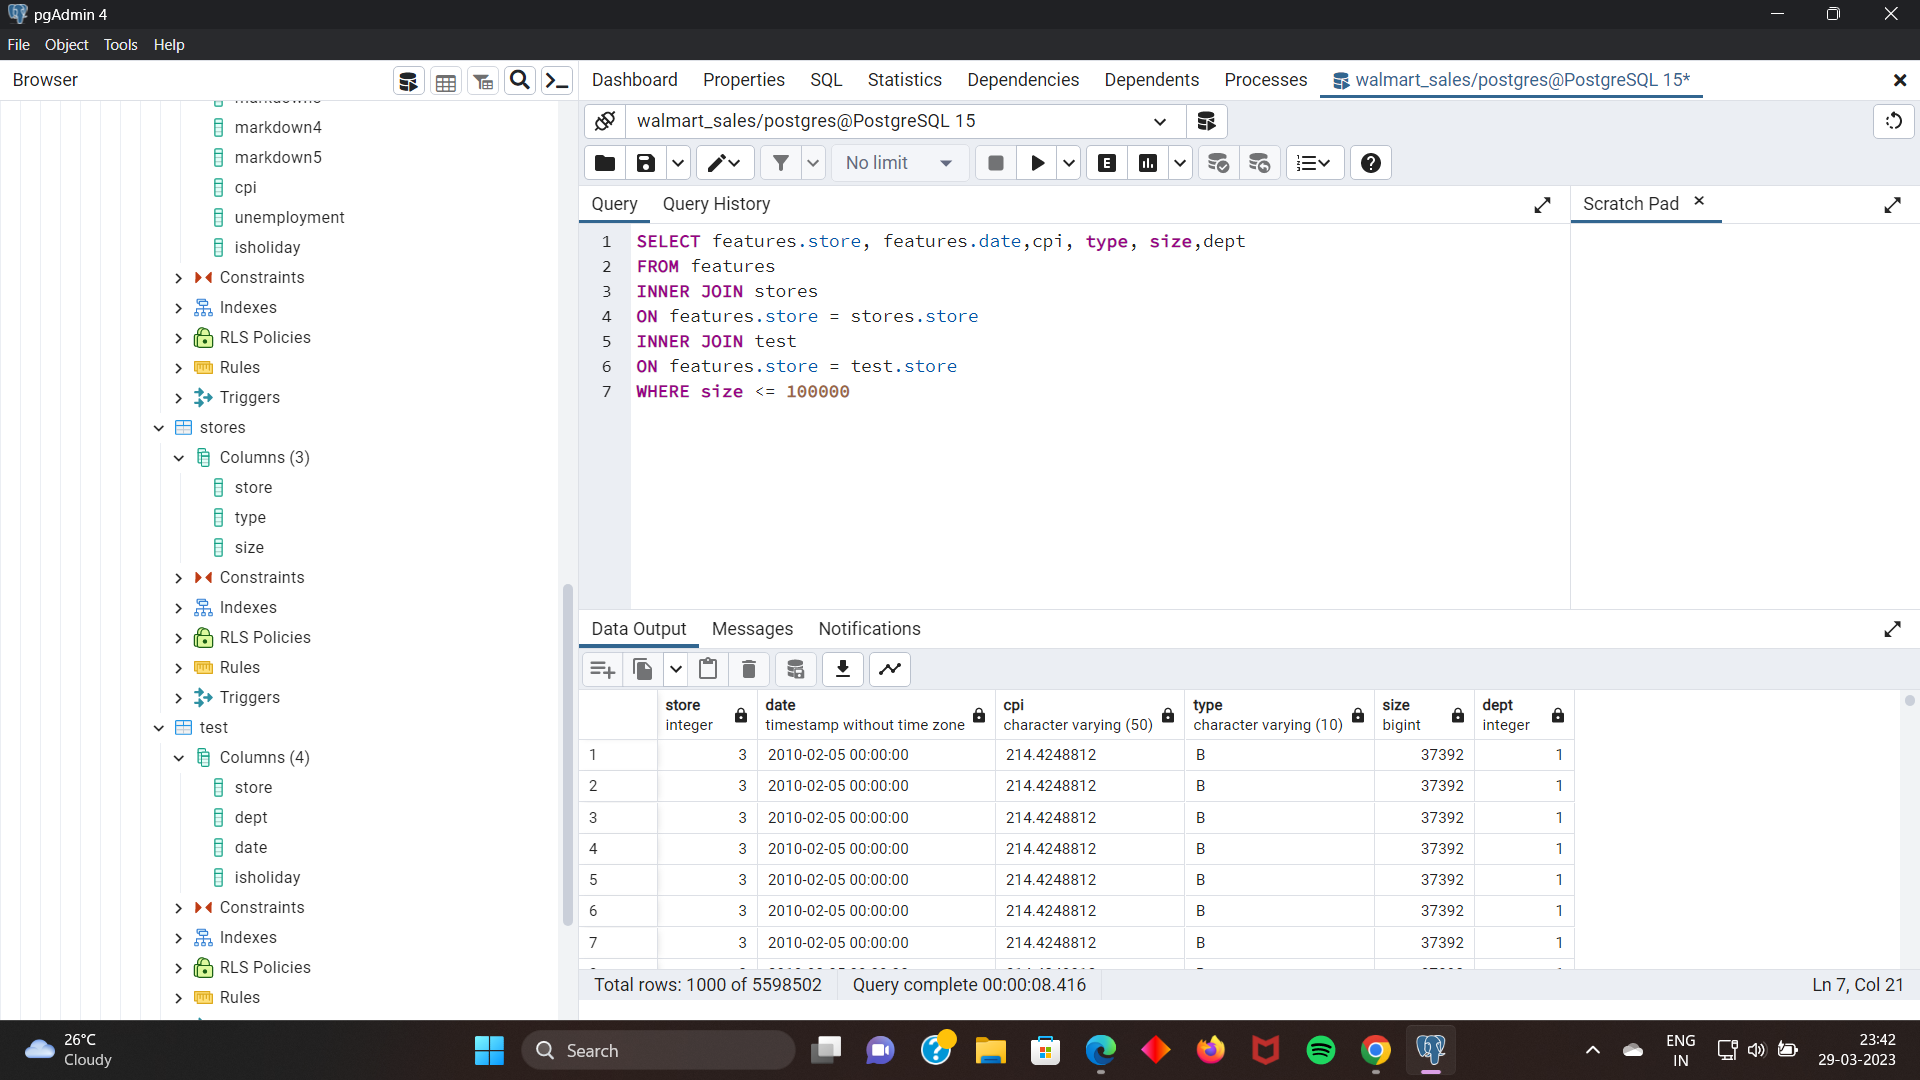 pgAdmin 4
File Object Tools Help
Browser
Dashboard Properties SQL Statistics Dependencies Dependents Processes walmart_sales/postgres@PostgreSQL 15*
walmart_sales/postgres@PostgreSQL 15
No limit
E
Query Query History
Scratch Pad
1 SELECT features.store, features.date,cpi, type, size,dept
2 FROM features
3 INNER JOIN stores
4 ON features.store = stores.store
5 INNER JOIN test
6 ON features.store = test.store
7 WHERE size <= 100000
markdown4
markdown5
cpi
unemployment
isholiday
Constraints
Indexes
RLS Policies
Rules
Triggers
stores
Columns (3)
store
type
size
Constraints
Indexes
RLS Policies
Rules
Triggers
test
Columns (4)
store
dept
date
isholiday
Constraints
Indexes
RLS Policies
Rules
Data Output Messages Notifications
store date cpi type size dept
integer timestamp without time zone character varying (50) character varying (10) bigint integer
1 3 2010-02-05 00:00:00 214.4248812 B 37392 1
2 3 2010-02-05 00:00:00 214.4248812 B 37392 1
3 3 2010-02-05 00:00:00 214.4248812 B 37392 1
4 3 2010-02-05 00:00:00 214.4248812 B 37392 1
5 3 2010-02-05 00:00:00 214.4248812 B 37392 1
6 3 2010-02-05 00:00:00 214.4248812 B 37392 1
7 3 2010-02-05 00:00:00 214.4248812 B 37392 1
Total rows: 1000 of 5598502 Query complete 00:00:08.416 Ln 7, Col 21
26°C
Cloudy
Search
ENG
IN
23:42
29-03-2023